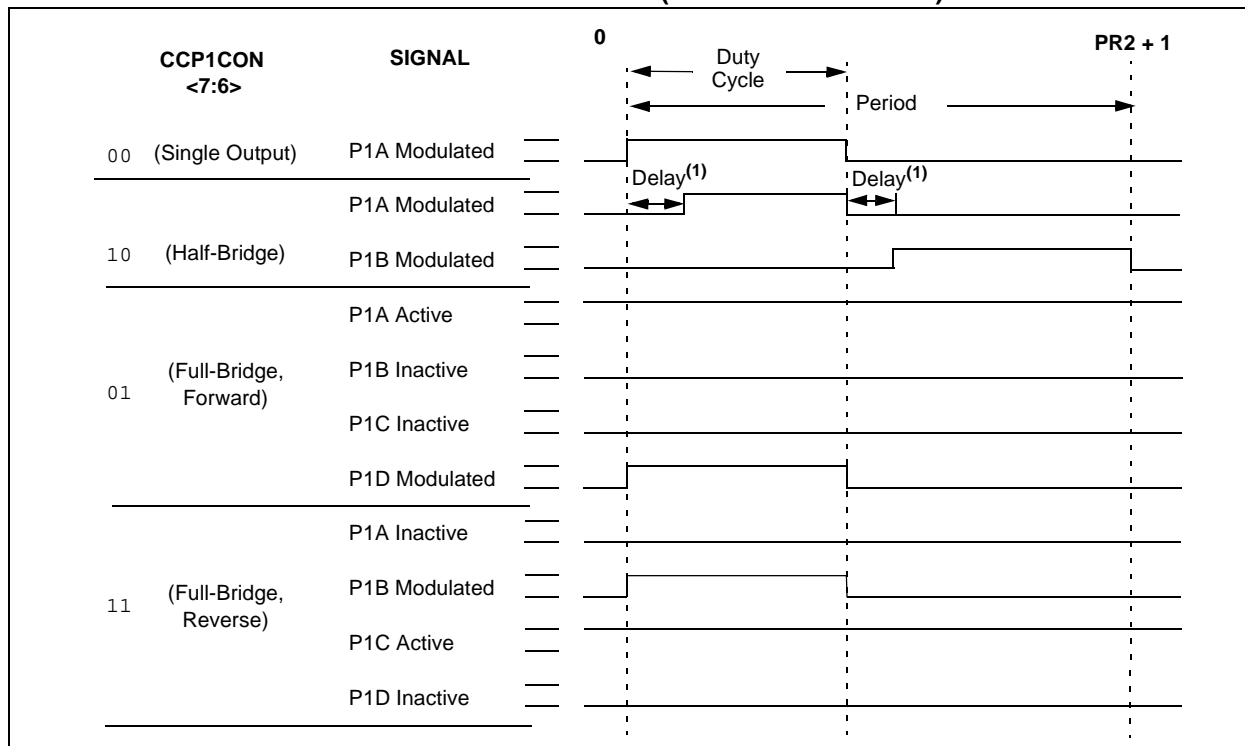 0
PR2 + 1
CCP1CON
<7:6>
SIGNAL
Duty
Cycle
Period
00 (Single Output) P1A Modulated
Delay(1) Delay(1)
P1A Modulated
10 (Half-Bridge) P1B Modulated
P1A Active
01 (Full-Bridge,
Forward)
P1B Inactive
P1C Inactive
P1D Modulated
P1A Inactive
11 (Full-Bridge,
Reverse)
P1B Modulated
P1C Active
P1D Inactive